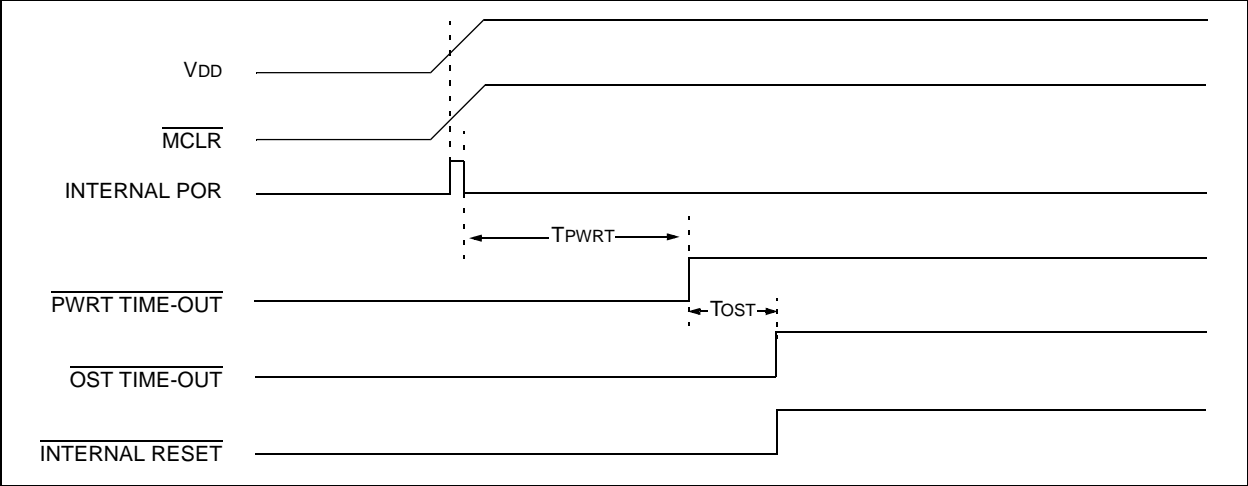 VDD
MCLR
INTERNAL POR
TPWRT
PWRT TIME-OUT
TOST
OST TIME-OUT
INTERNAL RESET